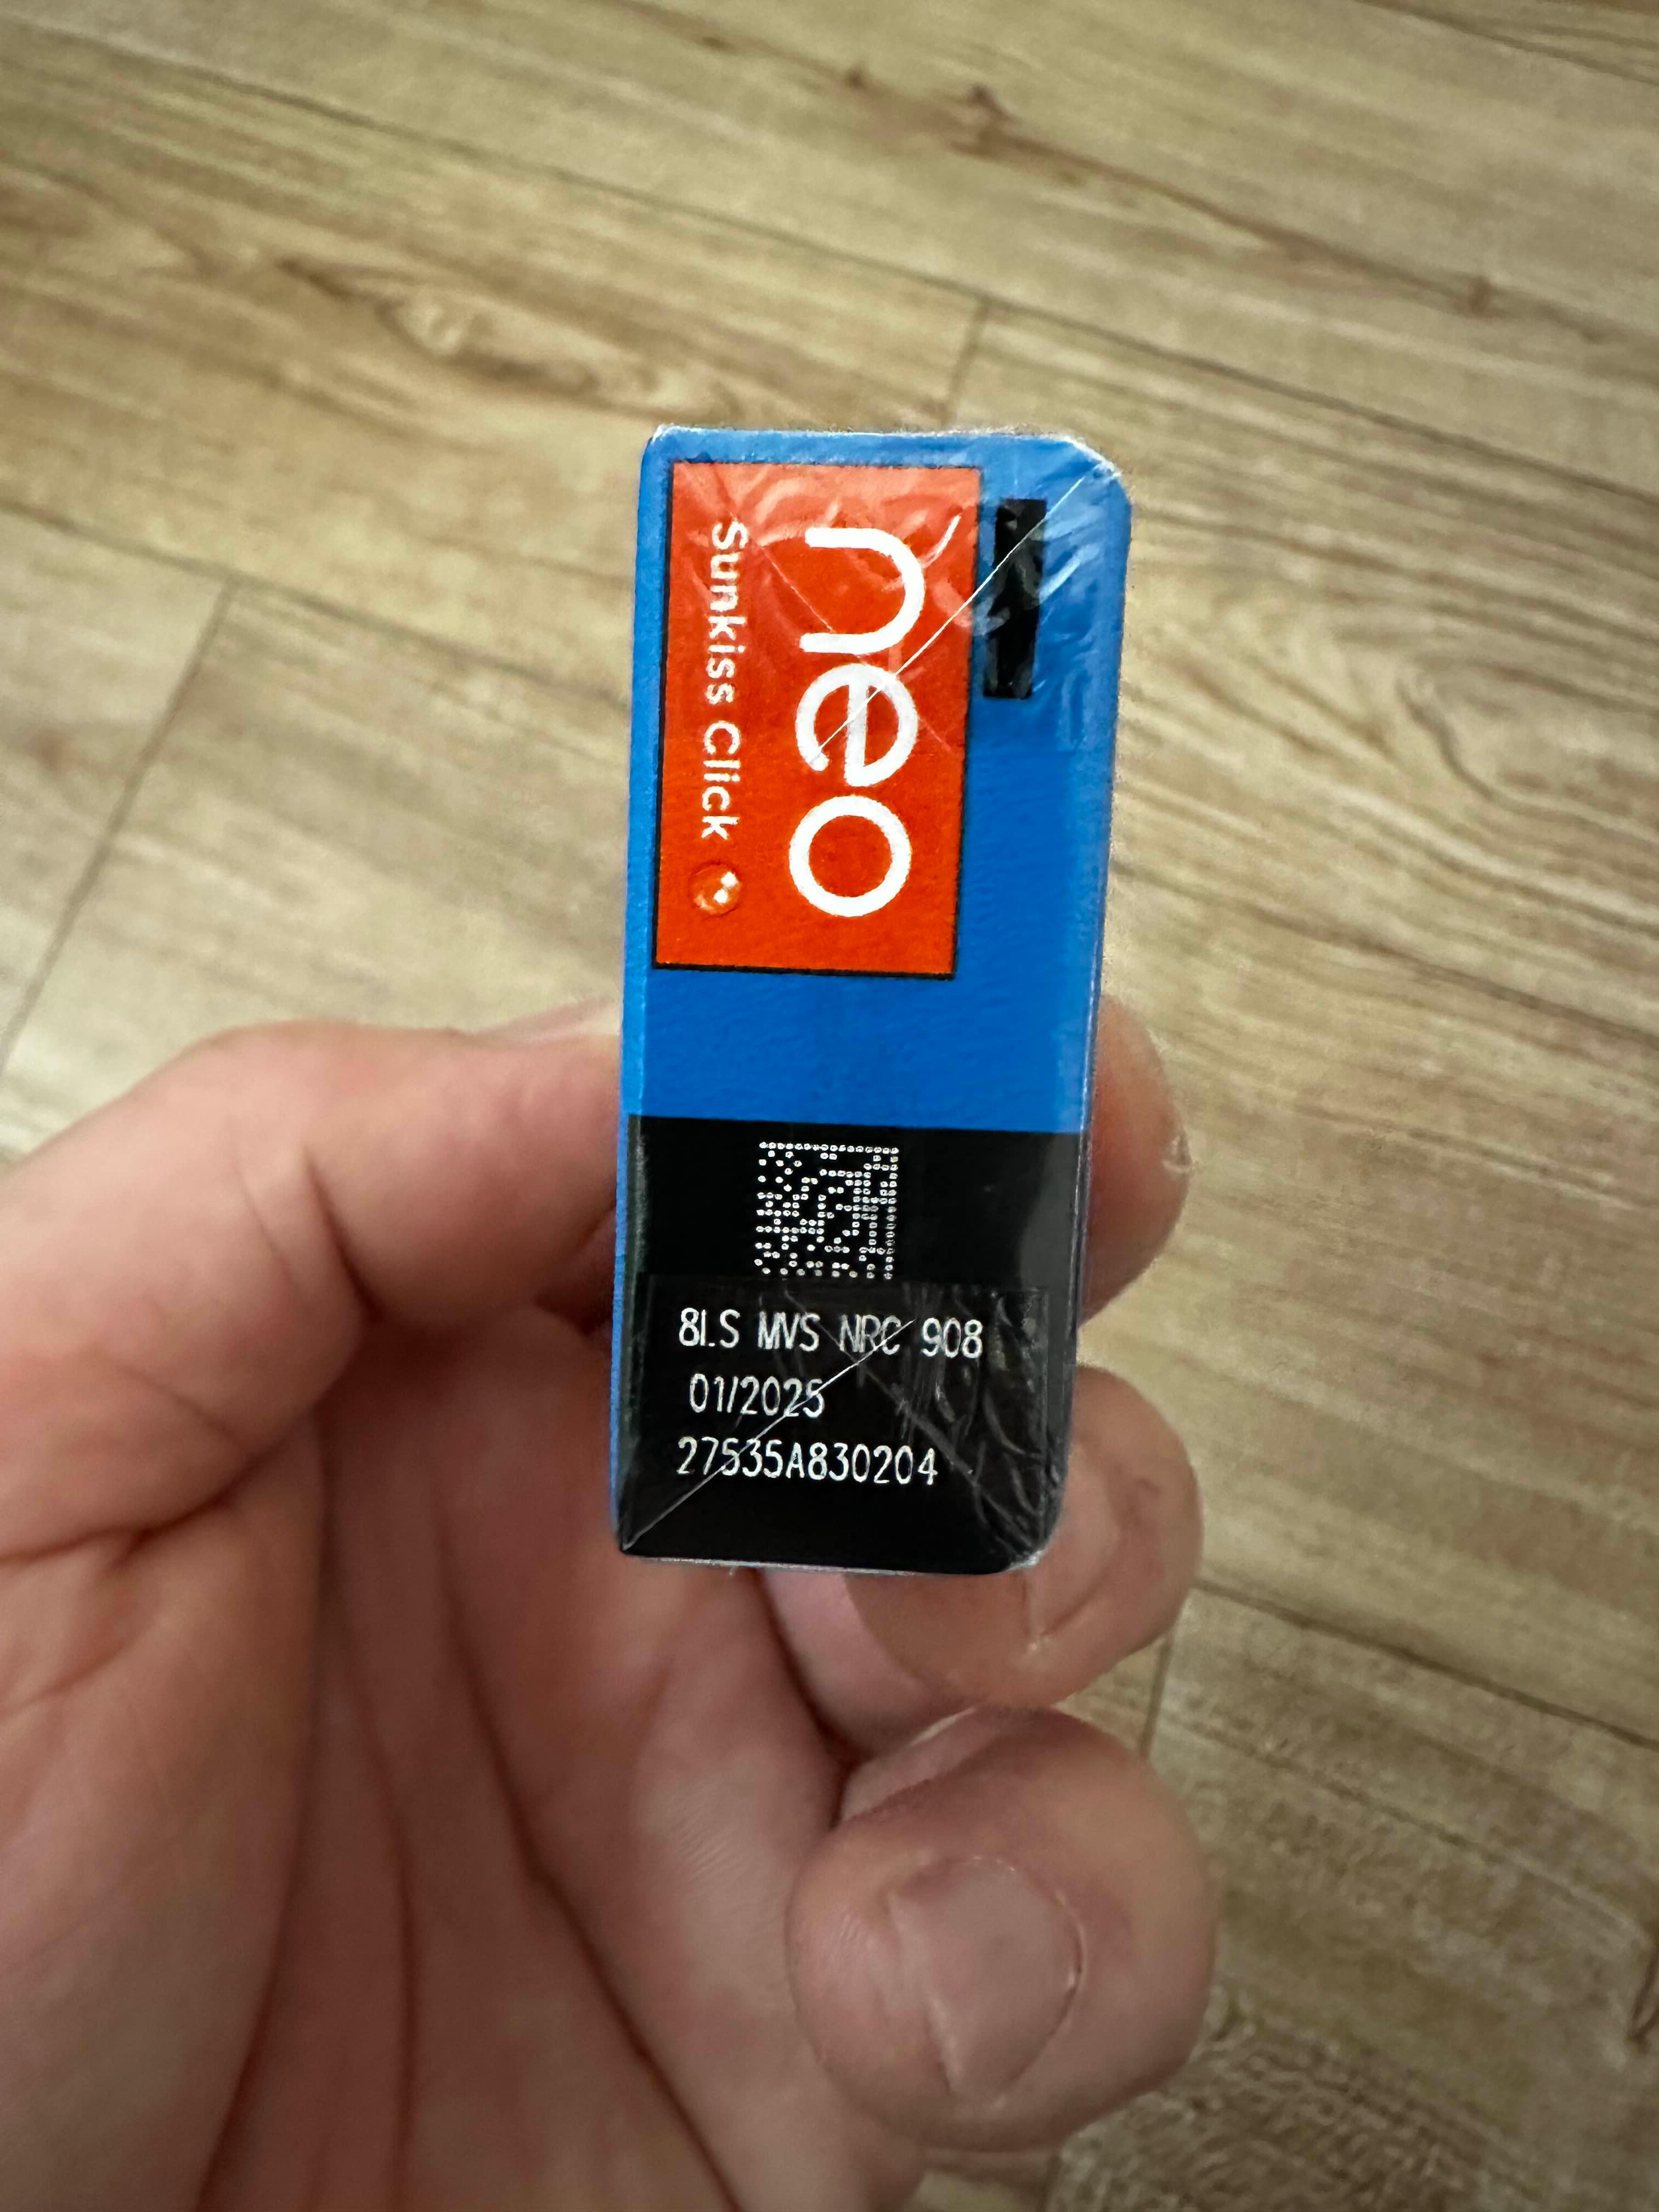 neo
Sunkiss Click
8LS MVS NRC 908
01/2025
27535A830204